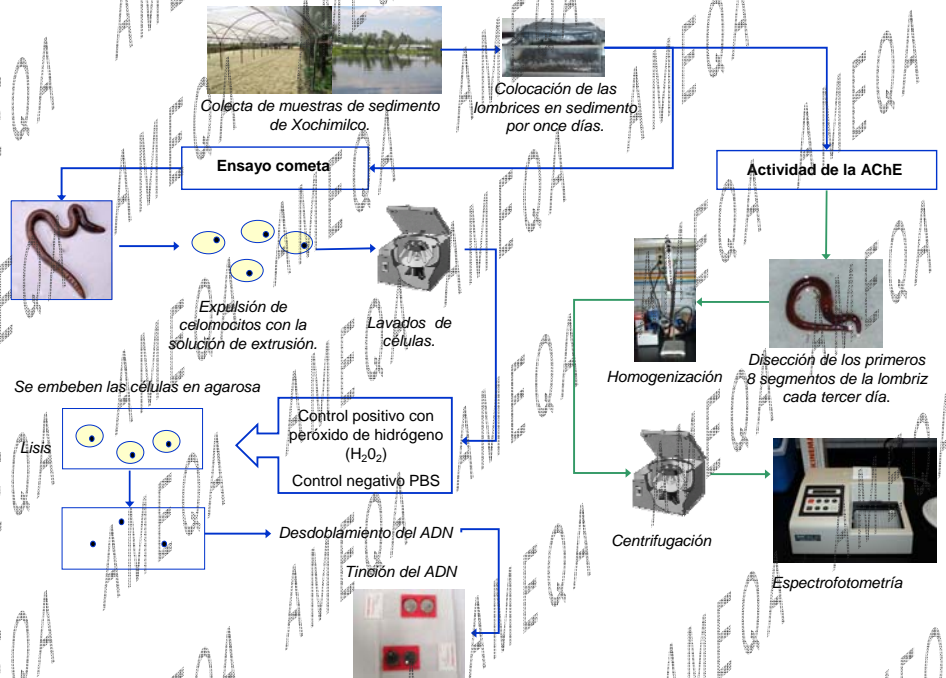 Colecta de muestras de sedimento
de Xochimilco.
Colocación de las
lombrices en sedimento
por once días.
Ensayo cometa
Actividad de la AChE
Expulsión de
celomocitos con la
solución de extrusión.
Lavados de
células.
Homogenización
Disección de los primeros
8 segmentos de la lombriz
cada tercer día.
Se embeben las células en agarosa
Lisis
Control positivo con
peróxido de hidrógeno
(H₂0₂)
Control negativo PBS
Centrifugación
Espectrofotometría
Desdoblamiento del ADN
Tinción del ADN
AMEQA